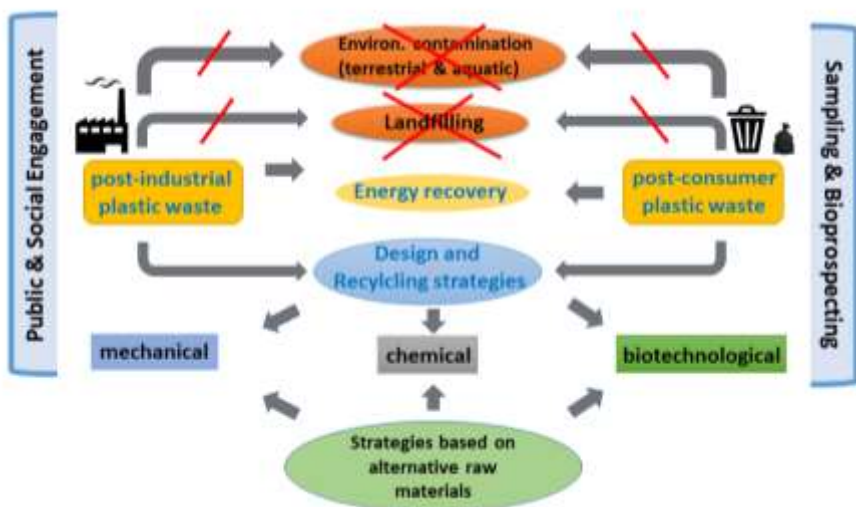 Public & Social Engagement
Environ. contamination
(terrestrial & aquatic)
Landfilling
post-industrial
plastic waste
Energy recovery
post-consumer
plastic waste
Design and
Recylcling strategies
mechanical
chemical
biotechnological
Strategies based on
alternative raw
materials
Sampling & Bioprospecting